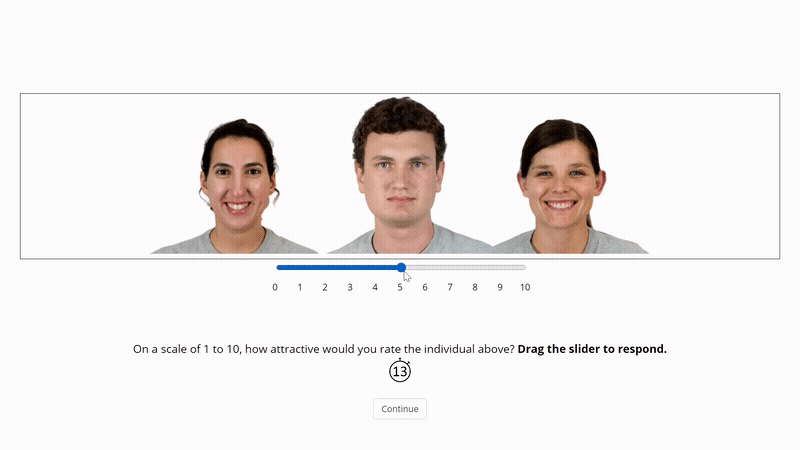 0 1 2 3 4 5 6 7 8 9 10
On a scale of 1 to 10, how attractive would you rate the individual above? Drag the slider to respond.
13
Continue